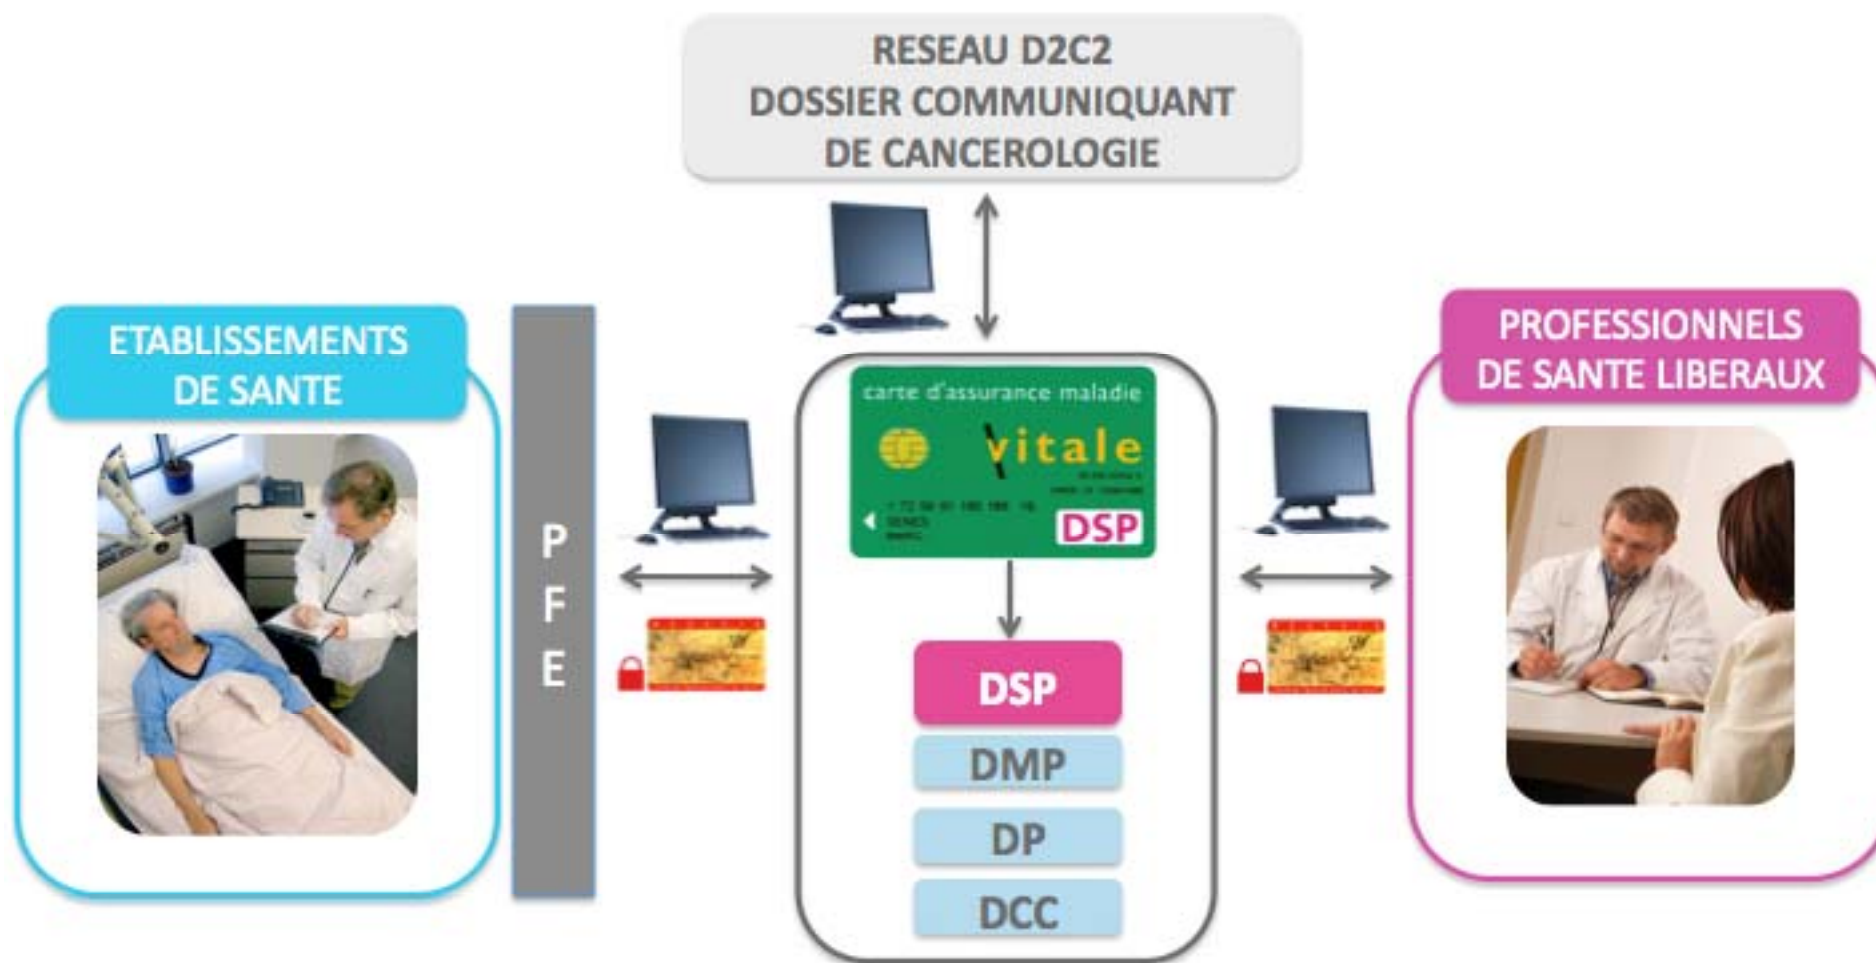 RESEAU D2C2
DOSSIER COMMUNIQUANT
DE CANCEROLOGIE
ETABLISSEMENTS
DE SANTE
P
F
E
carte d'assurance maladie
vitale
DSP
DSP
DMP
DP
DCC
PROFESSIONNELS
DE SANTE LIBERAUX